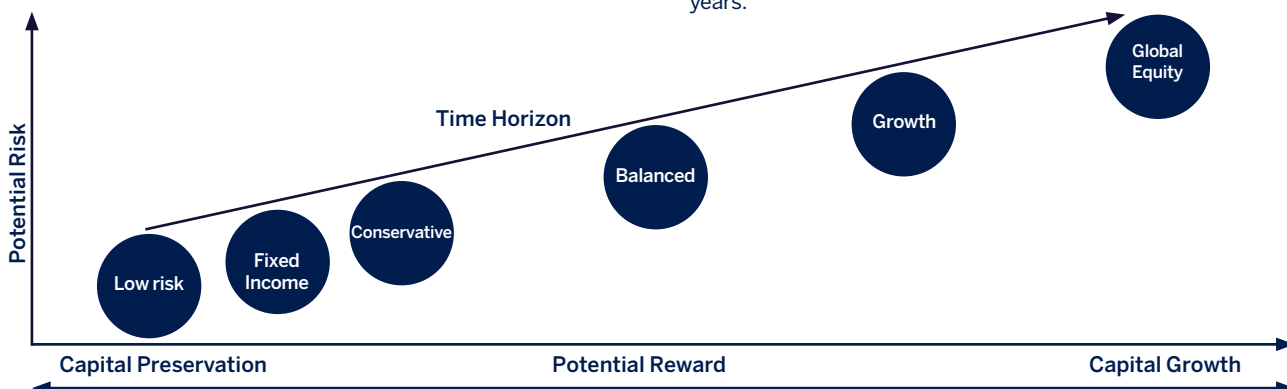 years.
Global
Equity
Growth
Time Horizon
Balanced
Potential Risk
Conservative
Fixed
Income
Low risk
Capital Preservation
Potential Reward
Capital Growth